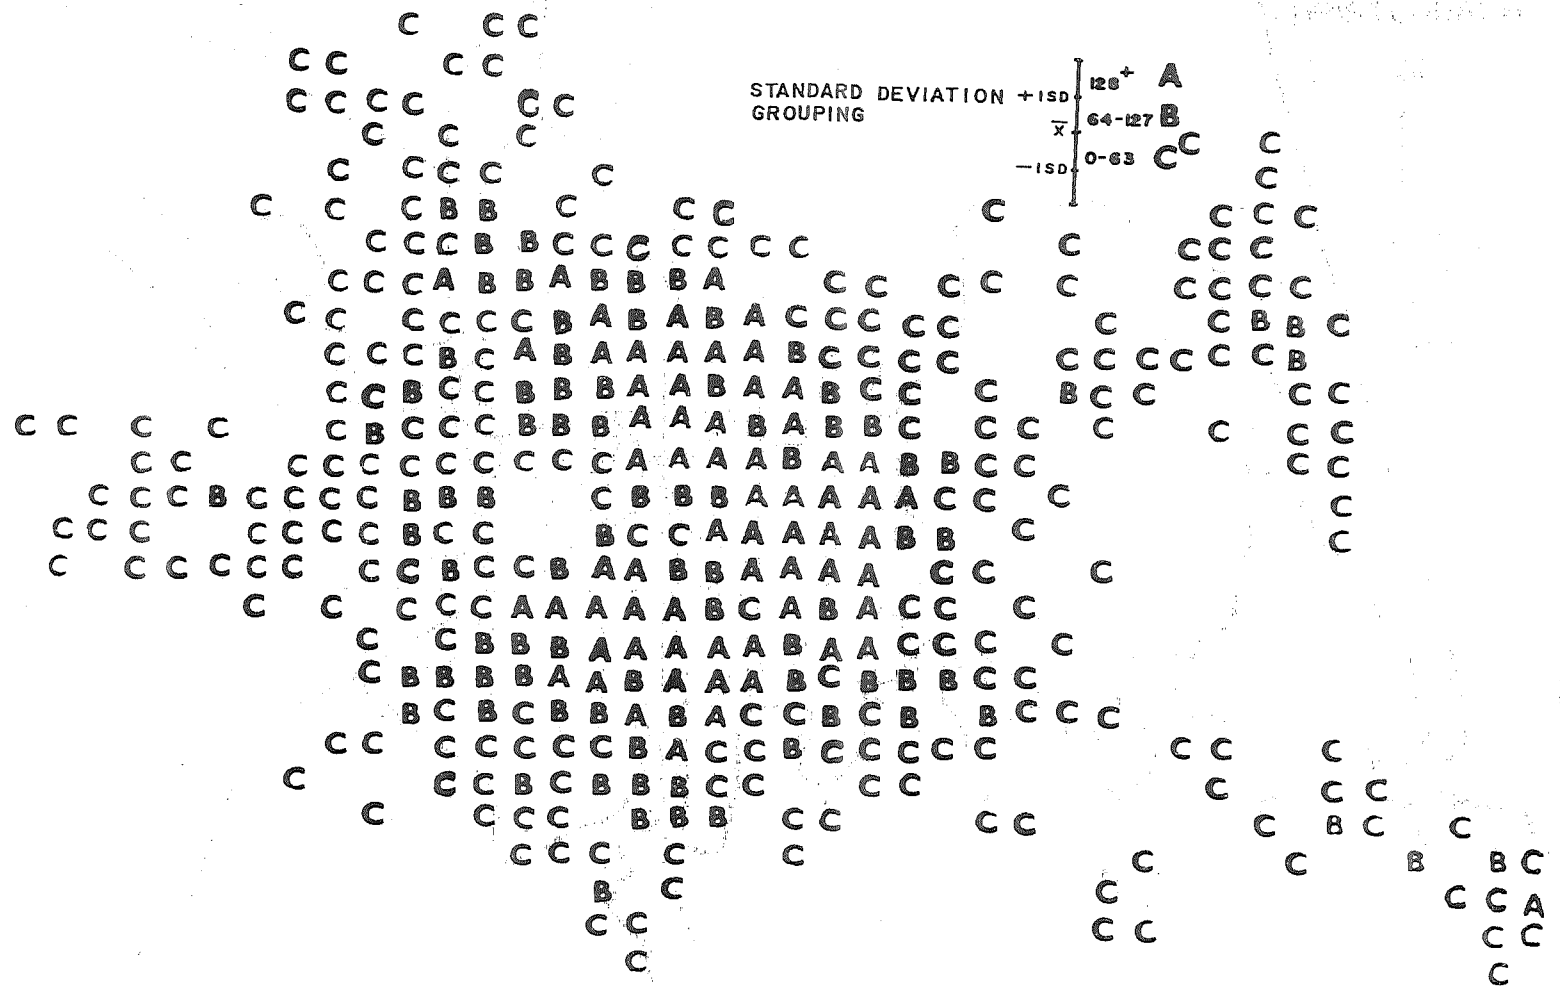 C C C
C C C C
128+ A
C C C C C C
STANDARD DEVIATION +1SD
GROUPING
X̄ 64-127 B
C C C C
−1SD 0-63 C
C C C C C C
C C C B B C C C C C C C
C C C B B C C C C C C C C C C C
C C C A B B A B B B A C C C C C C C C C
C C C C C C B A B A B A C C C C C C C B B C
C C C B C A B A A A A A B C C C C C C C C C C B
C C B C C B B B A A B A A B C C C B C C C C
C C C C C B C C C B B B A A A B A B B C C C C C C C
C C C C C C C C C C C A A A A B A A B B C C C C
C C C B C C C C B B B C B B B A A A A A C C C C
C C C C C C C B C C B C C A A A A A B B C C
C C C C C C C C B C C B A A B B A A A A C C C
C C C C C A A A A A B C A B A C C C
C C B B B A A A A A B A A C C C C
C B B B B A A B A A A B C B B B C C
B C B C B B A B A C C B C B B C C C
C C C C C C C B A C C B C C C C C C C C
C C C B C B B B C C C C C C C
C C C C B B B C C C C C B C C
C C C C C C C B B C
B C C C C A
C C C C C C
C C